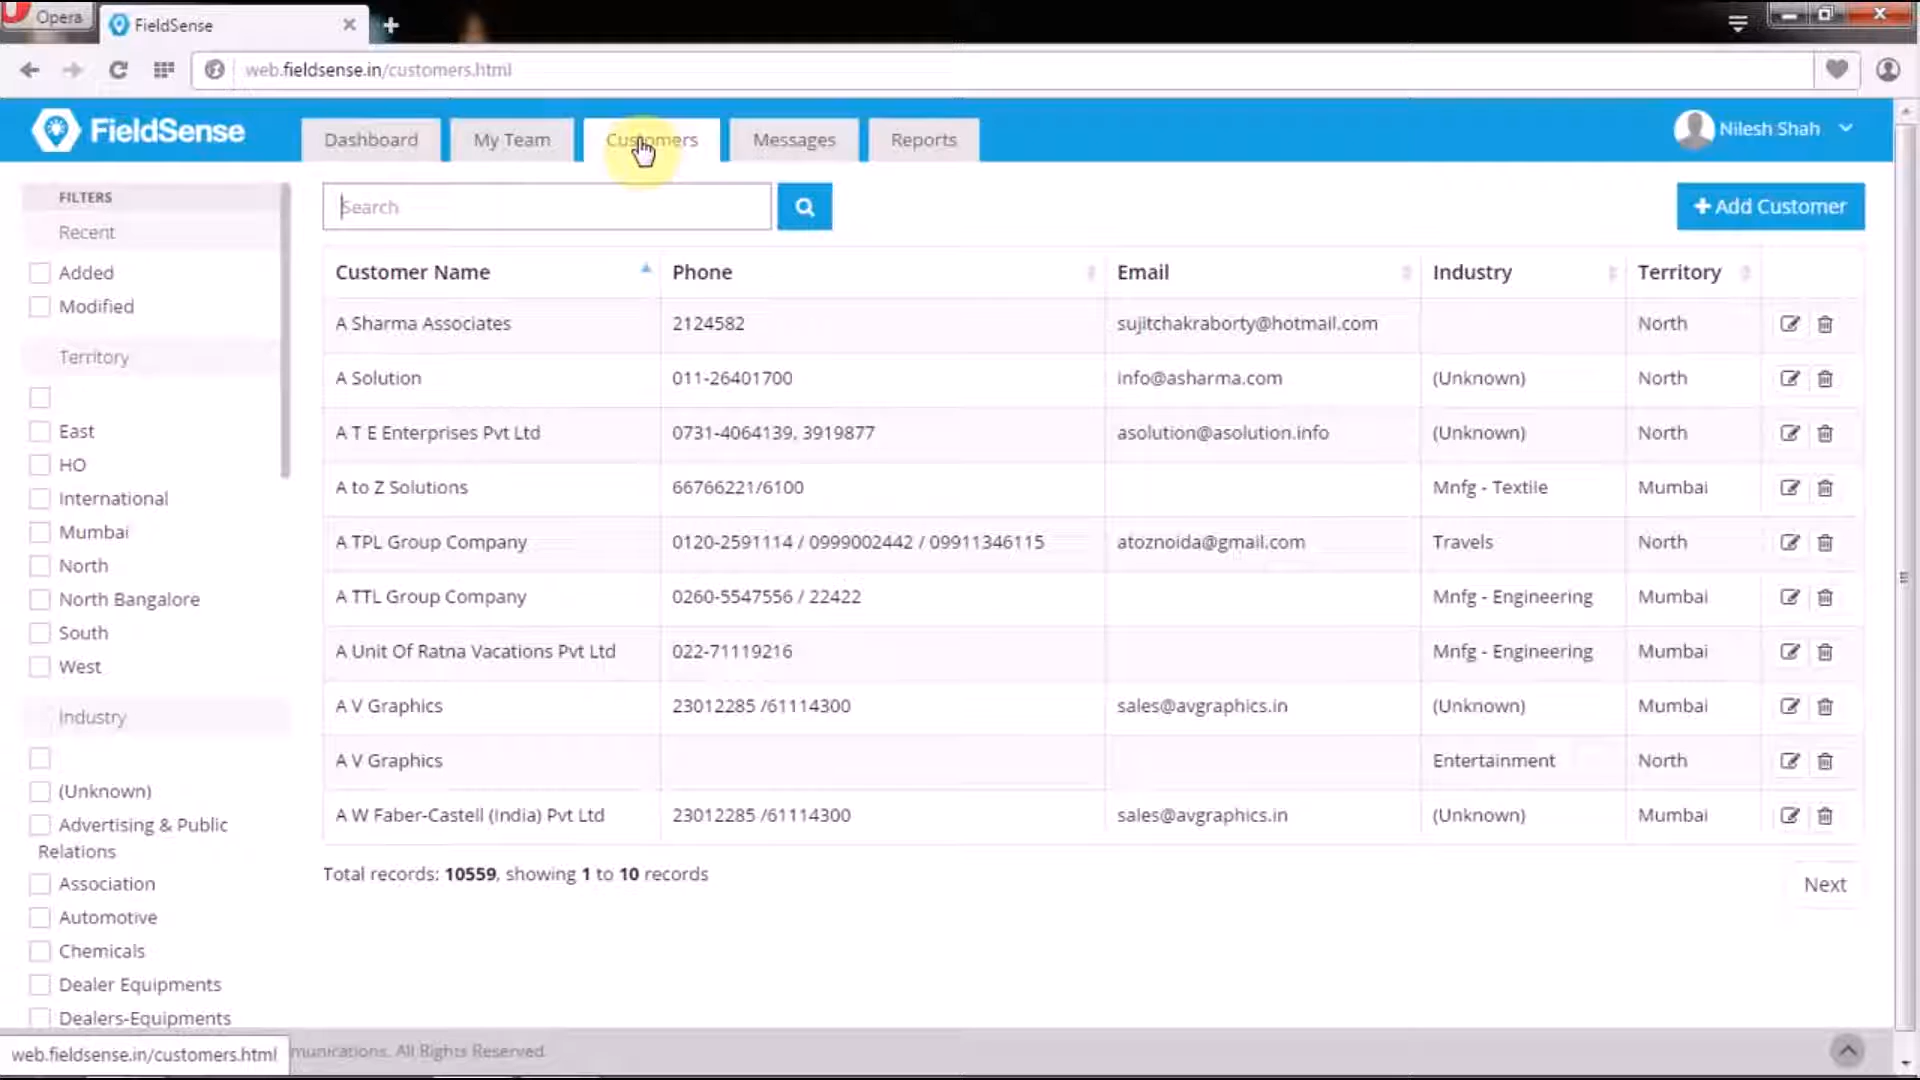 Opera
FieldSense
web.fieldsense.in/customers.html
FieldSense
Dashboard
My Team
Customers
Messages
Reports
Nilesh Shah
FILTERS
Recent
Added
Modified
Territory
East
HO
International
Mumbai
North
North Bangalore
South
West
Industry
(Unknown)
Advertising & Public
Relations
Association
Automotive
Chemicals
Dealer Equipments
Dealers-Equipments
Search
Add Customer
Customer Name Phone Email Industry Territory
A Sharma Associates 2124582 sujitchakraborty@hotmail.com North
A Solution 011-26401700 info@asharma.com (Unknown) North
A T E Enterprises Pvt Ltd 0731-4064139, 3919877 asolution@asolution.info (Unknown) North
A to Z Solutions 66766221/6100 Mnfg - Textile Mumbai
A TPL Group Company 0120-2591114 / 0999002442 / 09911346115 atoznoida@gmail.com Travels North
A TTL Group Company 0260-5547556 / 22422 Mnfg - Engineering Mumbai
A Unit Of Ratna Vacations Pvt Ltd 022-71119216 Mnfg - Engineering Mumbai
A V Graphics 23012285 /61114300 sales@avgraphics.in (Unknown) Mumbai
A V Graphics Entertainment North
A W Faber-Castell (India) Pvt Ltd 23012285 /61114300 sales@avgraphics.in (Unknown) Mumbai
Total records: 10559, showing 1 to 10 records
Next
web.fieldsense.in/customers.html
munications. All Rights Reserved.